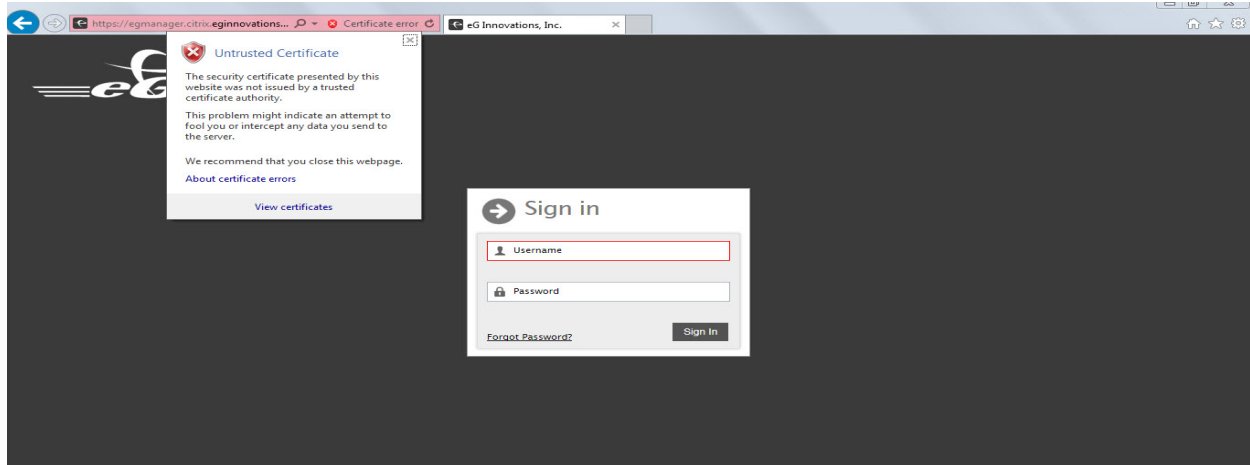 https://egmanager.citrix.eginnovations... Certificate error eG Innovations, Inc.
Untrusted Certificate
The security certificate presented by this
website was not issued by a trusted
certificate authority.
This problem might indicate an attempt to
fool you or intercept any data you send to
the server.
We recommend that you close this webpage.
About certificate errors
View certificates
eG
Sign in
Username
Password
Forgot Password?
Sign In